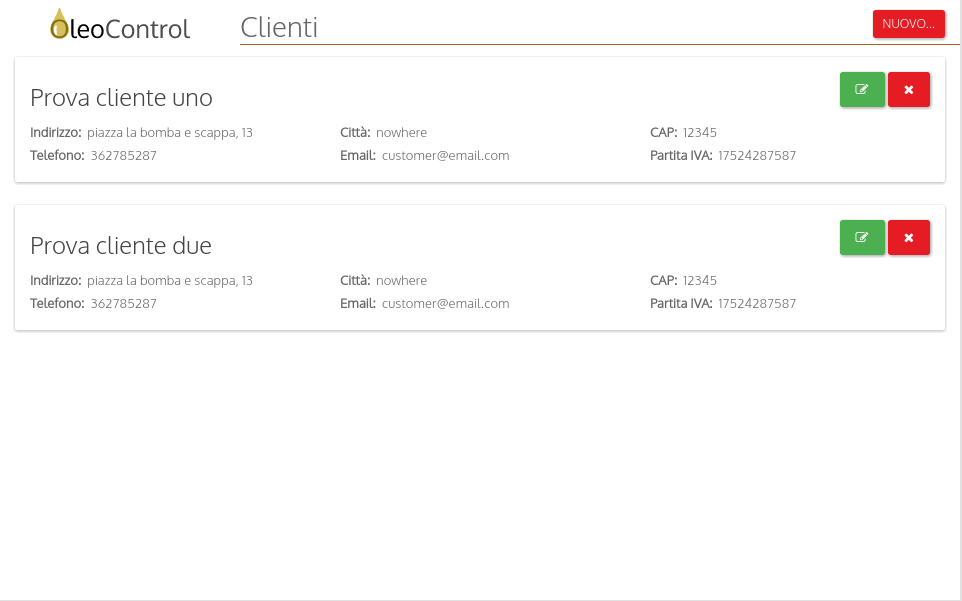 OleoControl
Clienti
NUOVO...
Prova cliente uno
Indirizzo: piazza la bomba e scappa, 13 Città: nowhere CAP: 12345
Telefono: 362785287 Email: customer@email.com Partita IVA: 17524287587
Prova cliente due
Indirizzo: piazza la bomba e scappa, 13 Città: nowhere CAP: 12345
Telefono: 362785287 Email: customer@email.com Partita IVA: 17524287587